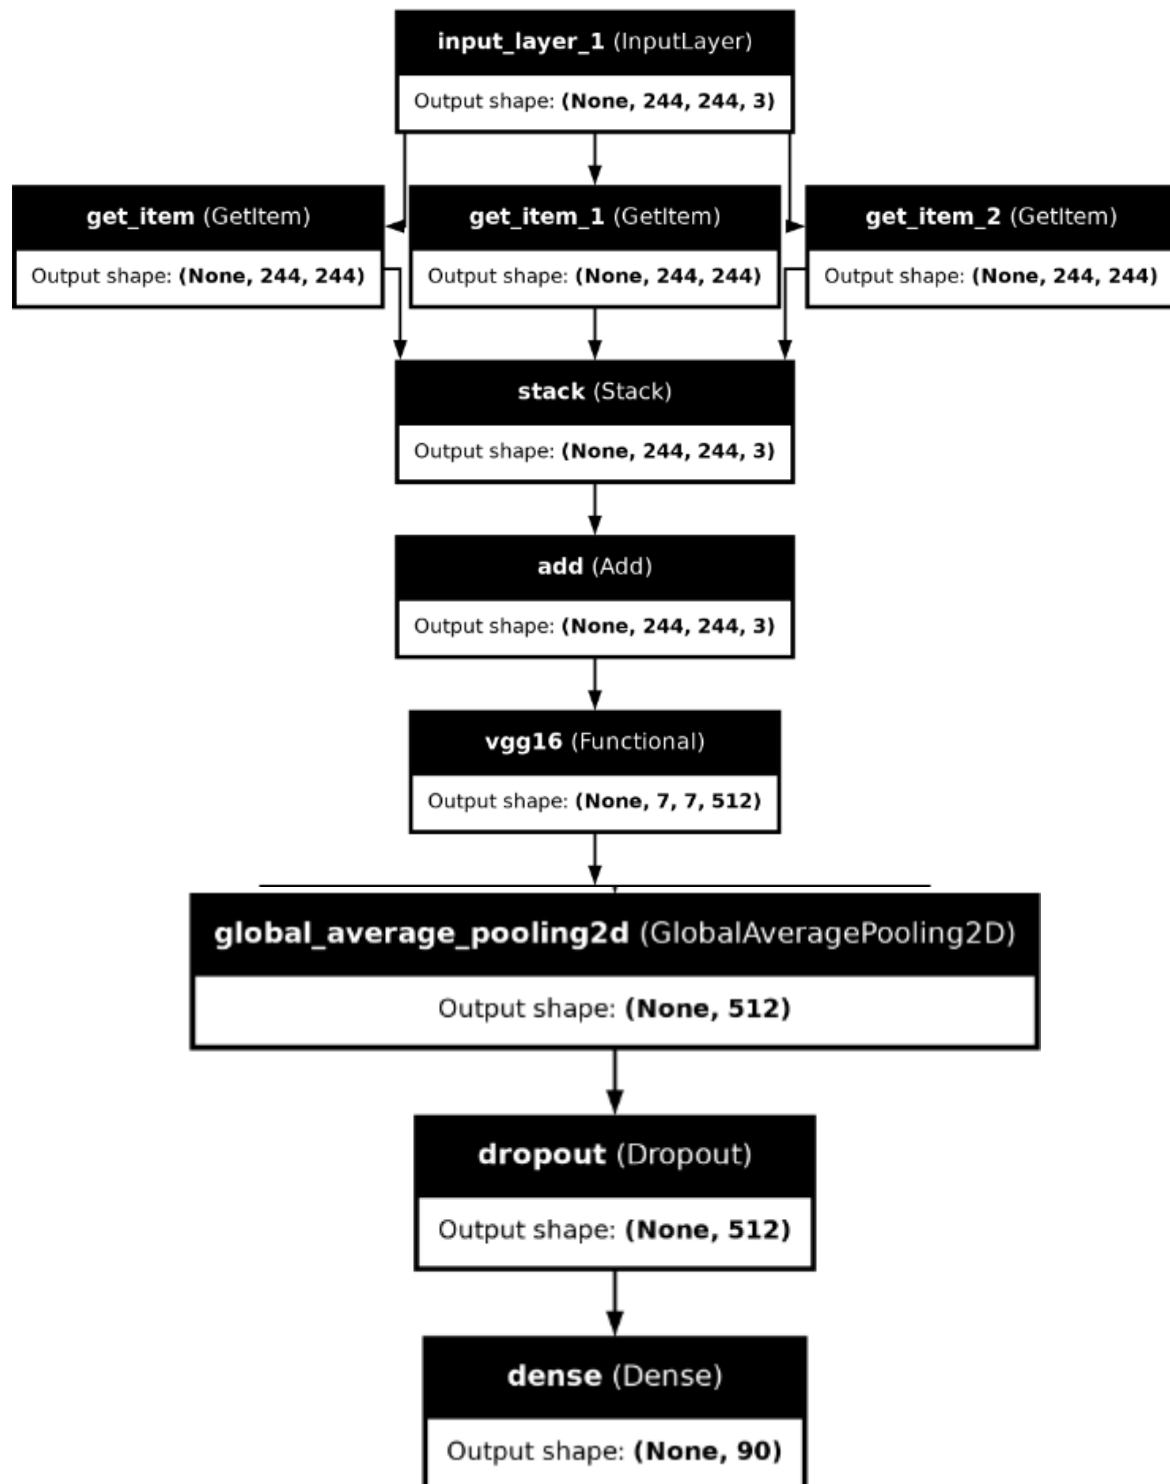 input_layer_1 (InputLayer)
Output shape: (None, 244, 244, 3)
get_item (GetItem)
Output shape: (None, 244, 244)
get_item_1 (GetItem)
Output shape: (None, 244, 244)
get_item_2 (GetItem)
Output shape: (None, 244, 244)
stack (Stack)
Output shape: (None, 244, 244, 3)
add (Add)
Output shape: (None, 244, 244, 3)
vgg16 (Functional)
Output shape: (None, 7, 7, 512)
global_average_pooling2d (GlobalAveragePooling2D)
Output shape: (None, 512)
dropout (Dropout)
Output shape: (None, 512)
dense (Dense)
Output shape: (None, 90)